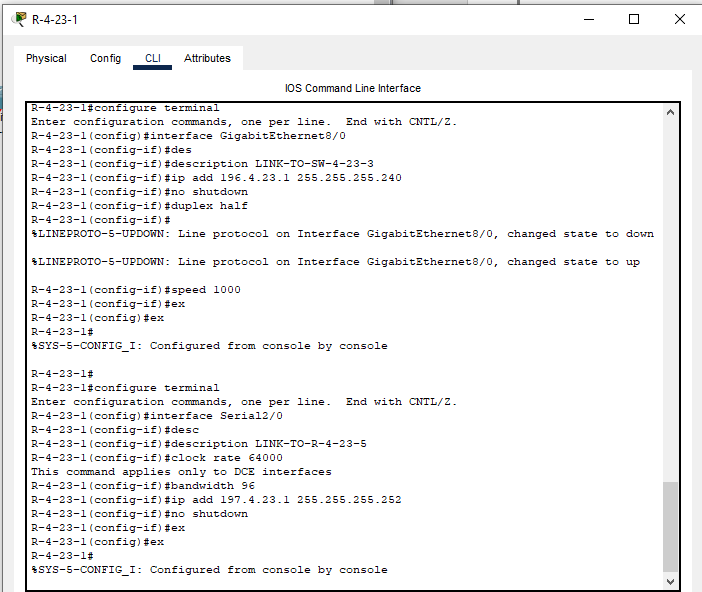 R-4-23-1
Physical Config CLI Attributes
IOS Command Line Interface
R-4-23-1#configure terminal
Enter configuration commands, one per line.  End with CNTL/Z.
R-4-23-1(config)#interface GigabitEthernet8/0
R-4-23-1(config-if)#des
R-4-23-1(config-if)#description LINK-TO-SW-4-23-3
R-4-23-1(config-if)#ip add 196.4.23.1 255.255.255.240
R-4-23-1(config-if)#no shutdown
R-4-23-1(config-if)#duplex half
R-4-23-1(config-if)#
%LINEPROTO-5-UPDOWN: Line protocol on Interface GigabitEthernet8/0, changed state to down
%LINEPROTO-5-UPDOWN: Line protocol on Interface GigabitEthernet8/0, changed state to up
R-4-23-1(config-if)#speed 1000
R-4-23-1(config-if)#ex
R-4-23-1(config)#ex
R-4-23-1#
%SYS-5-CONFIG_I: Configured from console by console
R-4-23-1#
R-4-23-1#configure terminal
Enter configuration commands, one per line.  End with CNTL/Z.
R-4-23-1(config)#interface Serial2/0
R-4-23-1(config-if)#desc
R-4-23-1(config-if)#description LINK-TO-R-4-23-5
R-4-23-1(config-if)#clock rate 64000
This command applies only to DCE interfaces
R-4-23-1(config-if)#bandwidth 96
R-4-23-1(config-if)#ip add 197.4.23.1 255.255.255.252
R-4-23-1(config-if)#no shutdown
R-4-23-1(config-if)#ex
R-4-23-1(config)#ex
R-4-23-1#
%SYS-5-CONFIG_I: Configured from console by console